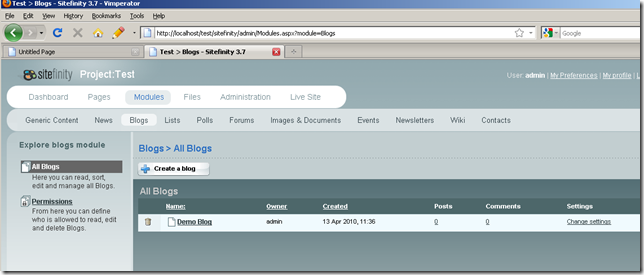 Test > Blogs - Sitefinity 3.7 - Vimperator
File Edit View History Bookmarks Tools Help
http://localhost/test/sitefinity/admin/Modules.aspx?module=Blogs
Google
Untitled Page
Test > Blogs - Sitefinity 3.7
sitefinity Project:Test
User: admin | My Preferences | My profile | L
Dashboard Pages Modules Files Administration Live Site
Generic Content News Blogs Lists Polls Forums Images & Documents Events Newsletters Wiki Contacts
Explore blogs module
All Blogs
Here you can read, sort,
edit and manage all Blogs.
Permissions
From here you can define
who is allowed to read, edit
and delete Blogs.
Blogs > All Blogs
Create a blog
All Blogs
Name: Owner Created Posts Comments Settings
Demo Blog admin 13 Apr 2010, 11:36 0 0 Change settings